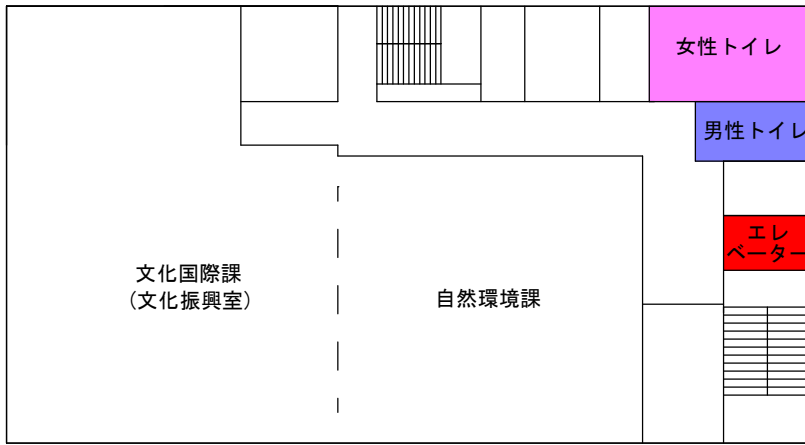 女性トイレ
男性トイレ
エレ
ベーター
文化国際課
(文化振興室)
自然環境課